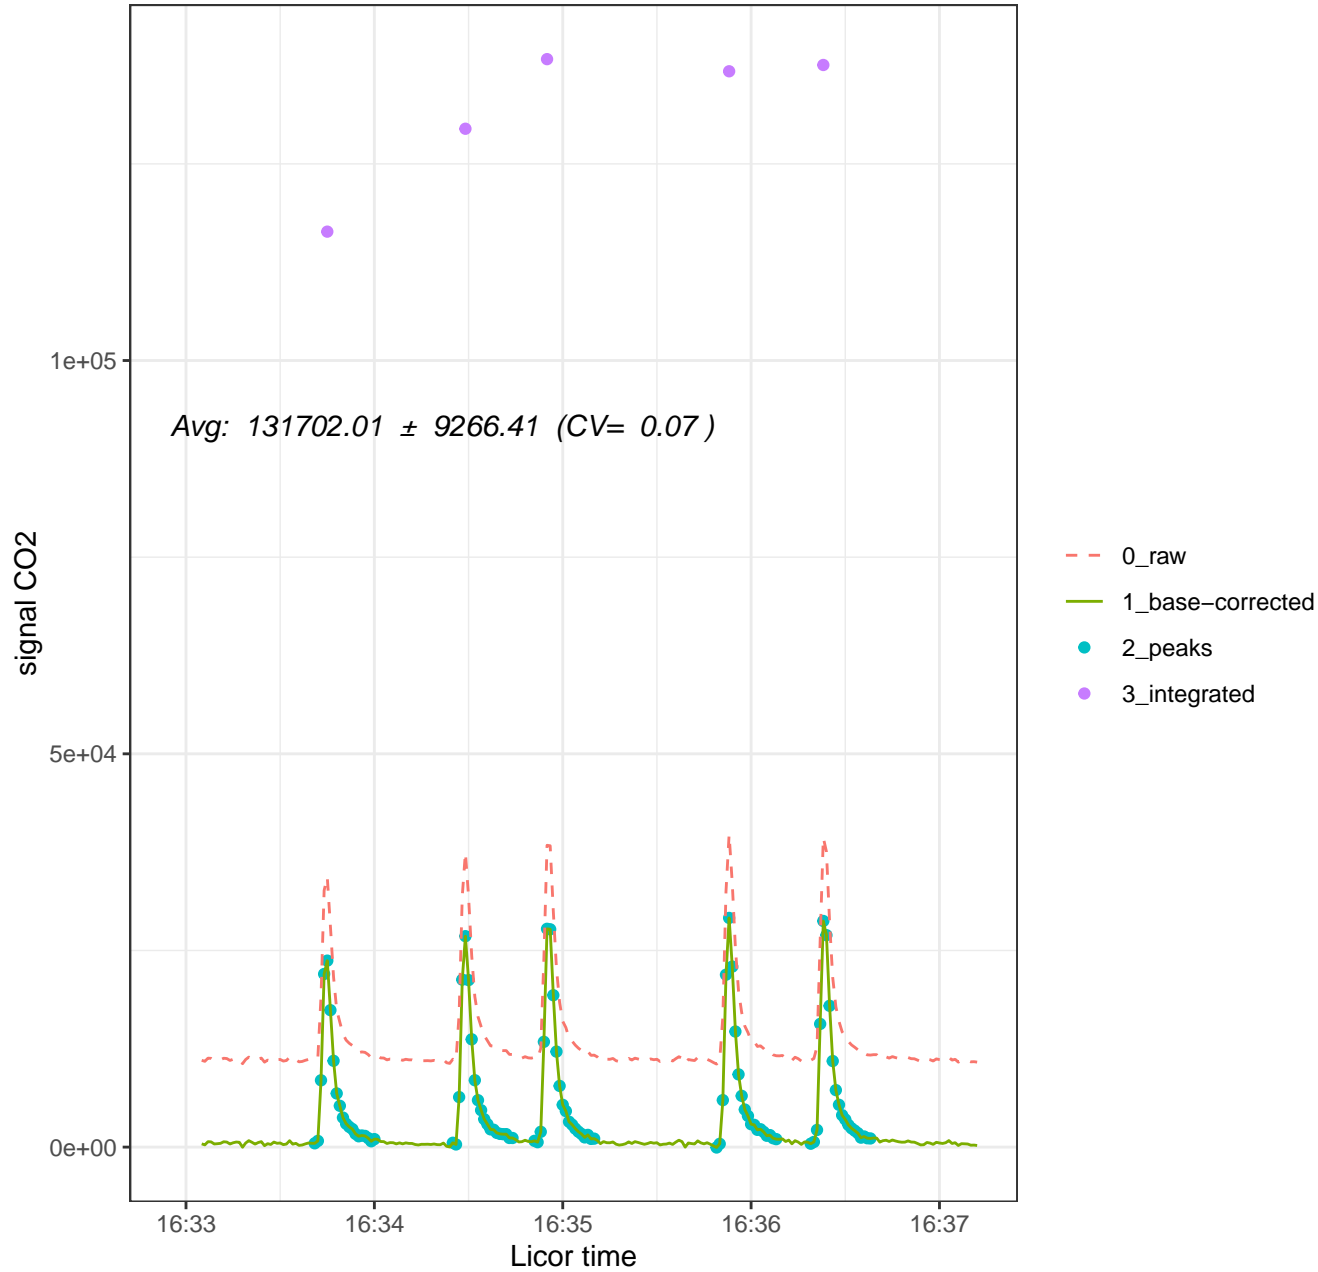 1e+05
Avg: 131702.01 ± 9266.41 (CV= 0.07 )
signal CO2
0_raw
1_base−corrected
2_peaks
3_integrated
5e+04
0e+00
16:33 16:34 16:35 16:36 16:37
Licor time